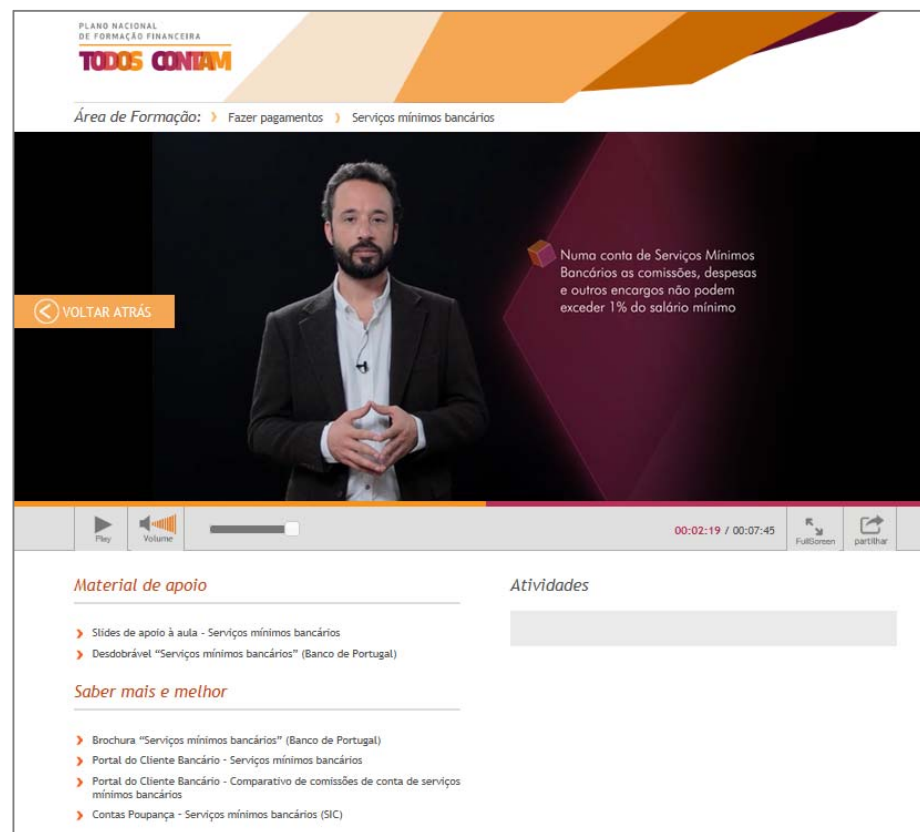 PLANO NACIONAL
DE FORMAÇÃO FINANCEIRA
TODOS CONTAM
Área de Formação: Fazer pagamentos Serviços mínimos bancários
Numa conta de Serviços Mínimos
Bancários as comissões, despesas
e outros encargos não podem
exceder 1% do salário mínimo
VOLTAR ATRÁS
Play
Volume
00:02:19 / 00:07:45
FullScreen
partilhar
Material de apoio
Slides de apoio à aula - Serviços mínimos bancários
Desdobrável “Serviços mínimos bancários” (Banco de Portugal)
Saber mais e melhor
Brochura “Serviços mínimos bancários” (Banco de Portugal)
Portal do Cliente Bancário - Serviços mínimos bancários
Portal do Cliente Bancário - Comparativo de comissões de conta de serviços
mínimos bancários
Contas Poupança - Serviços mínimos bancários (SIC)
Atividades